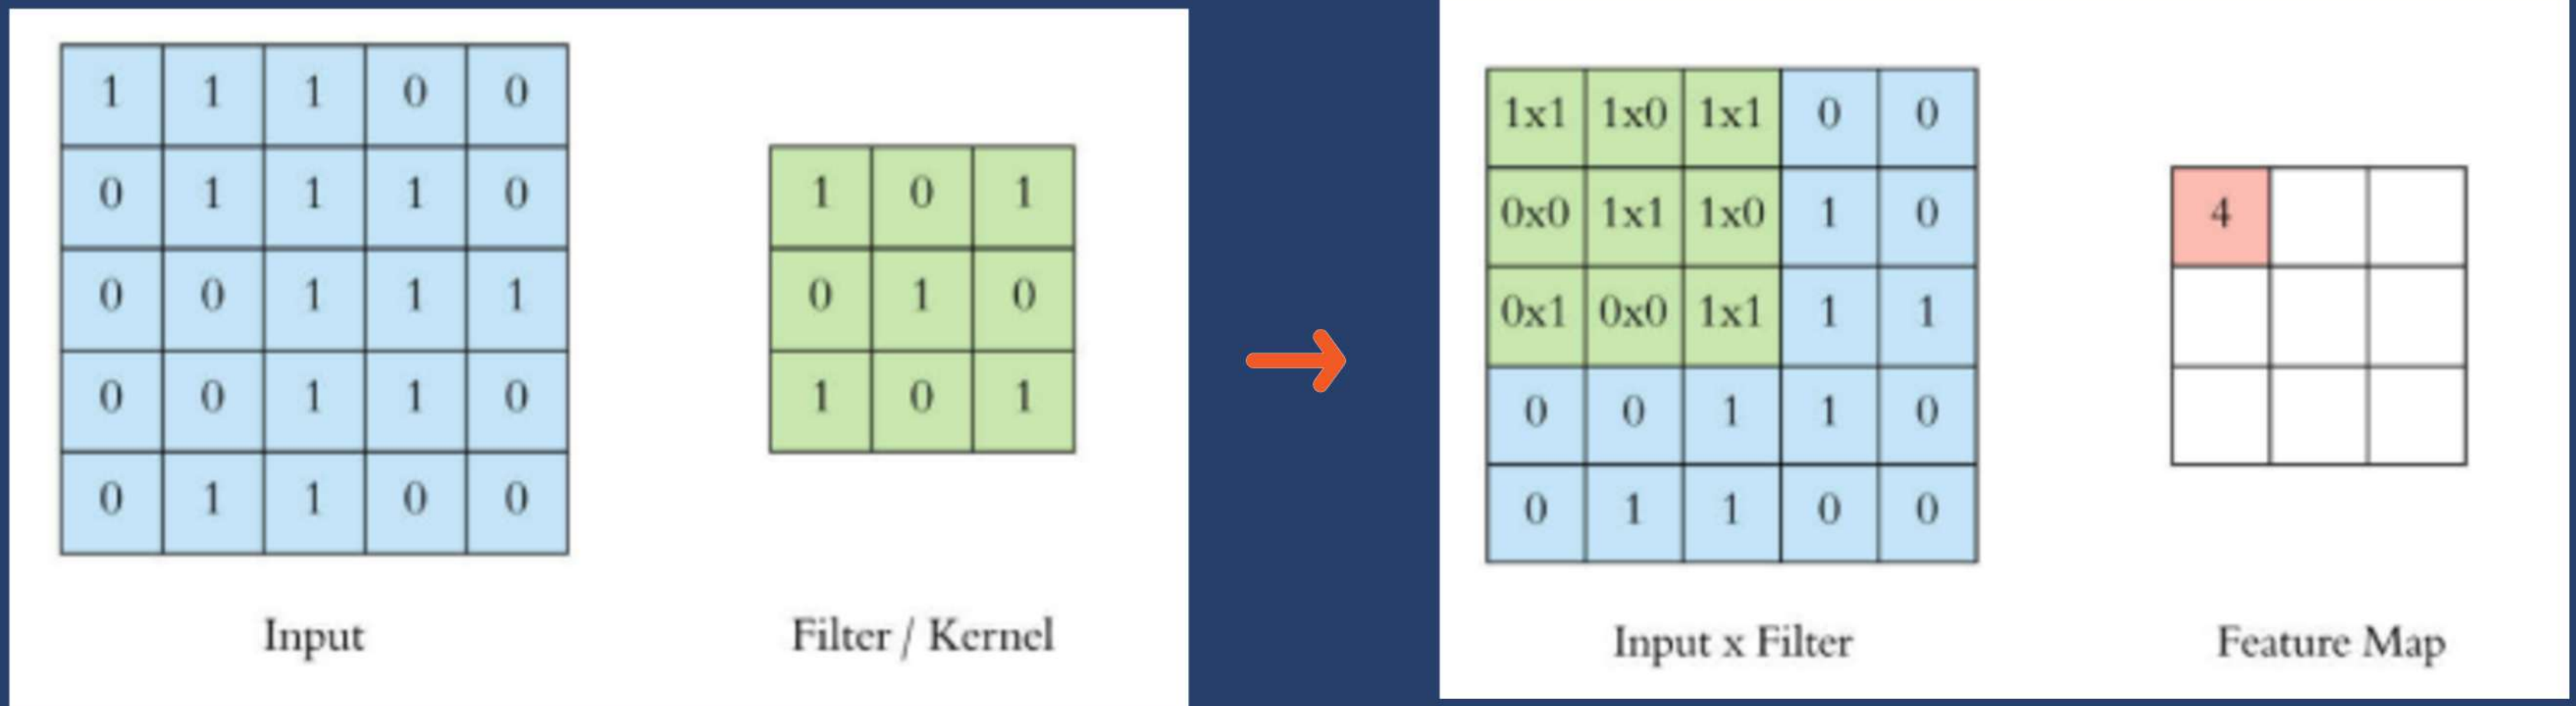 1 1 1 0 0
0 1 1 1 0
0 0 1 1 1
0 0 1 1 0
0 1 1 0 0
Input
1 0 1
0 1 0
1 0 1
Filter / Kernel
1x1 1x0 1x1 0 0
0x0 1x1 1x0 1 0
0x1 0x0 1x1 1 1
0 0 1 1 0
0 1 1 0 0
Input x Filter
4
Feature Map